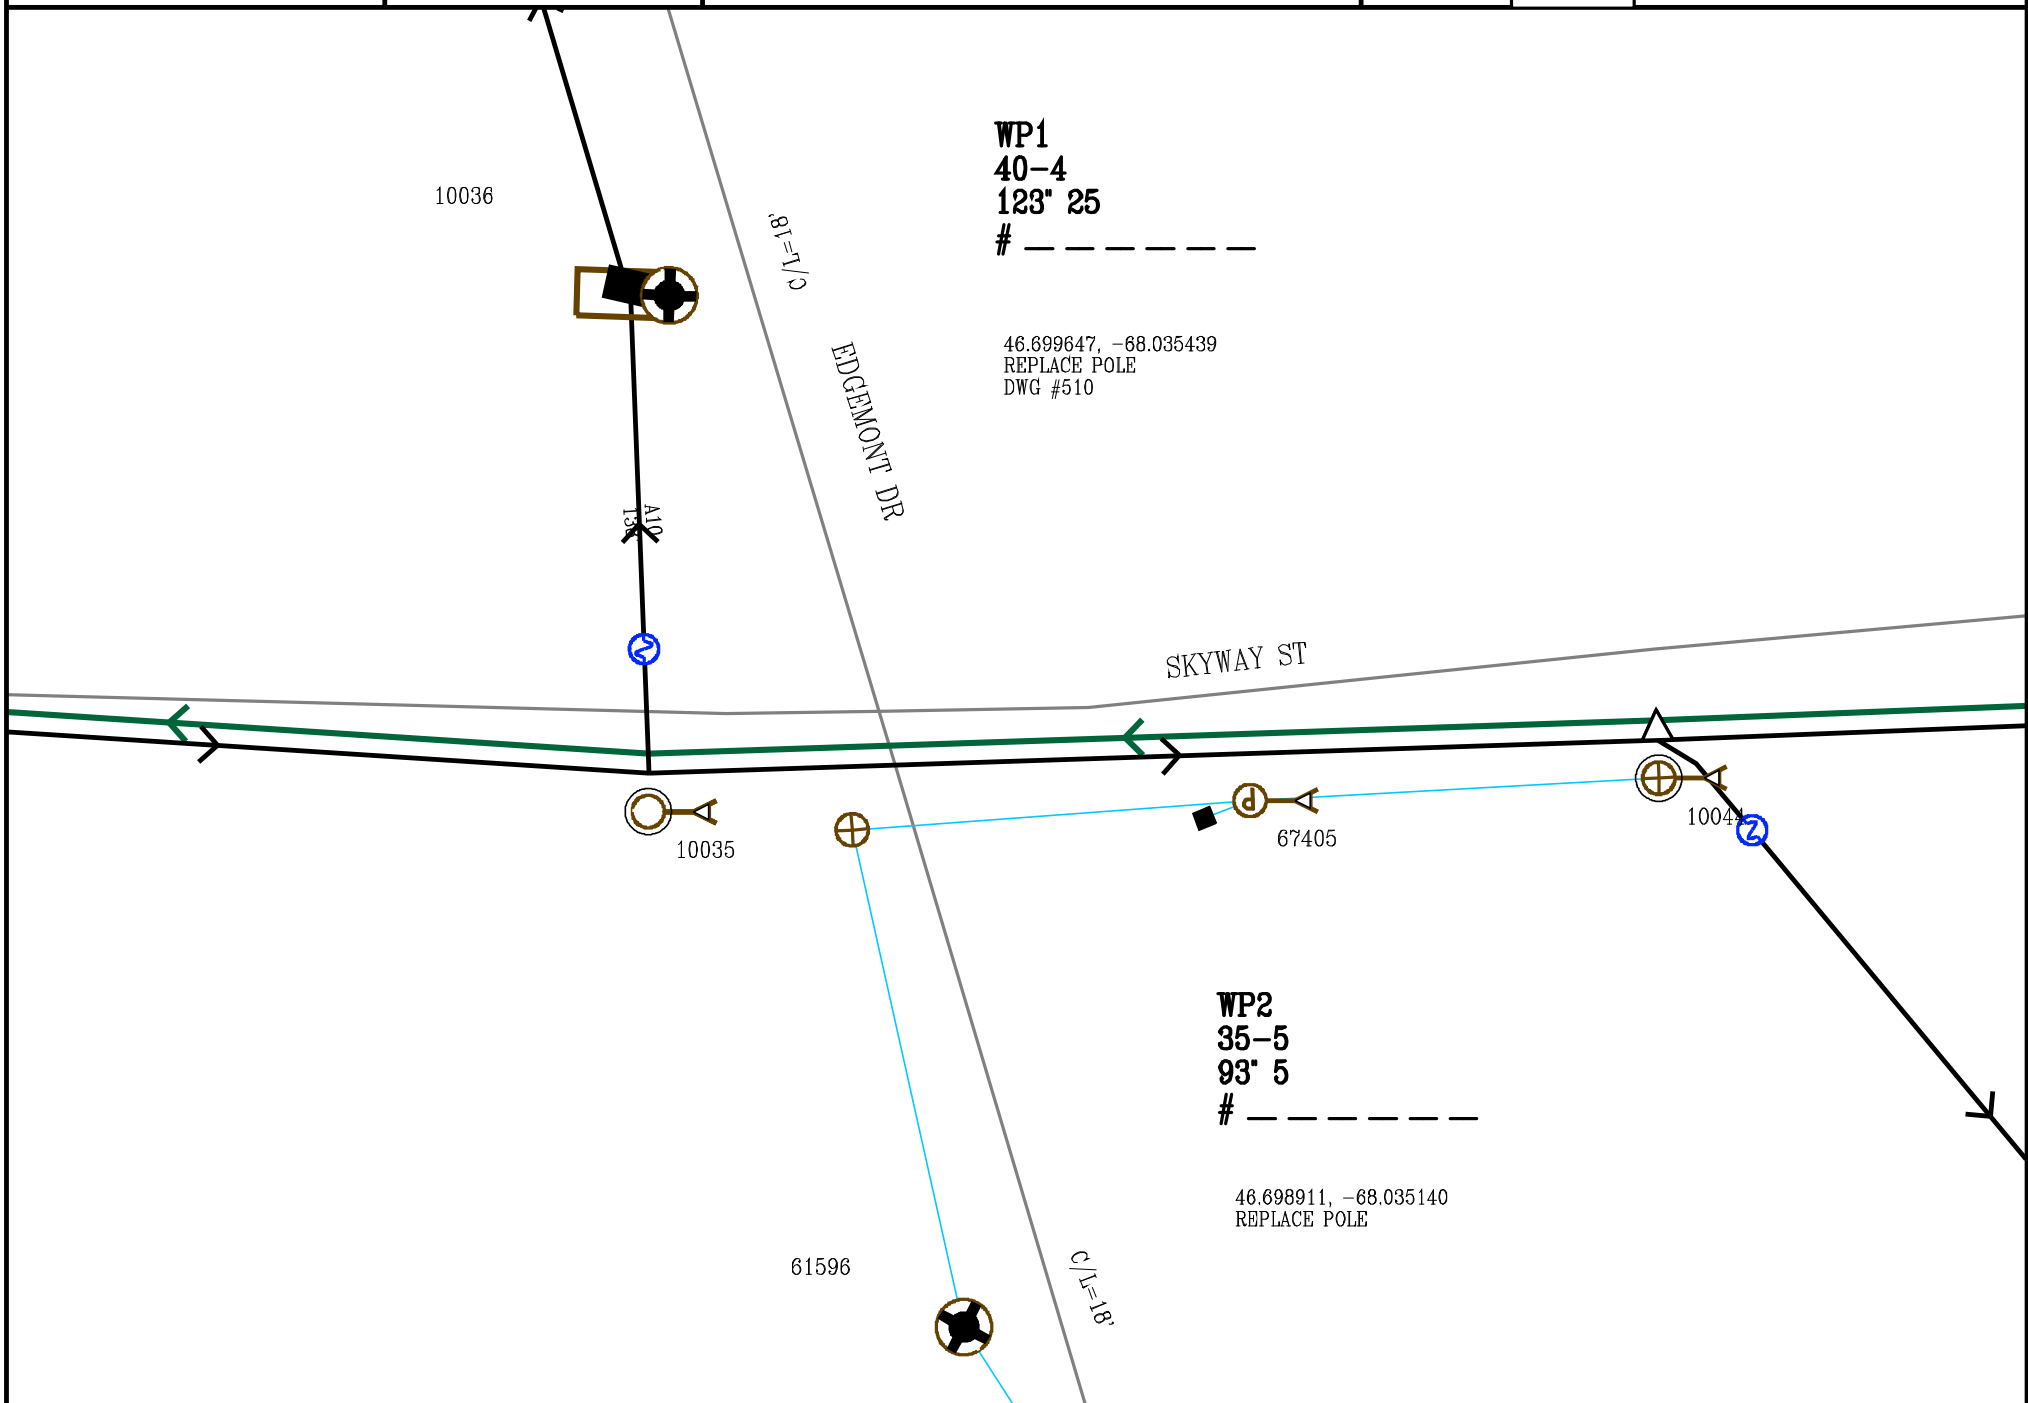 WP1
40-4
123" 25
# _ _ _ _ _ _
10036
C/L=18'
46.699647, -68.035439
REPLACE POLE
DWG #510
EDGEMONT DR
A10
SKYWAY ST
10035
67405
10044
WP2
35-5
93" 5
# _ _ _ _ _ _
46.698911, -68.035140
REPLACE POLE
61596
C/L=18'